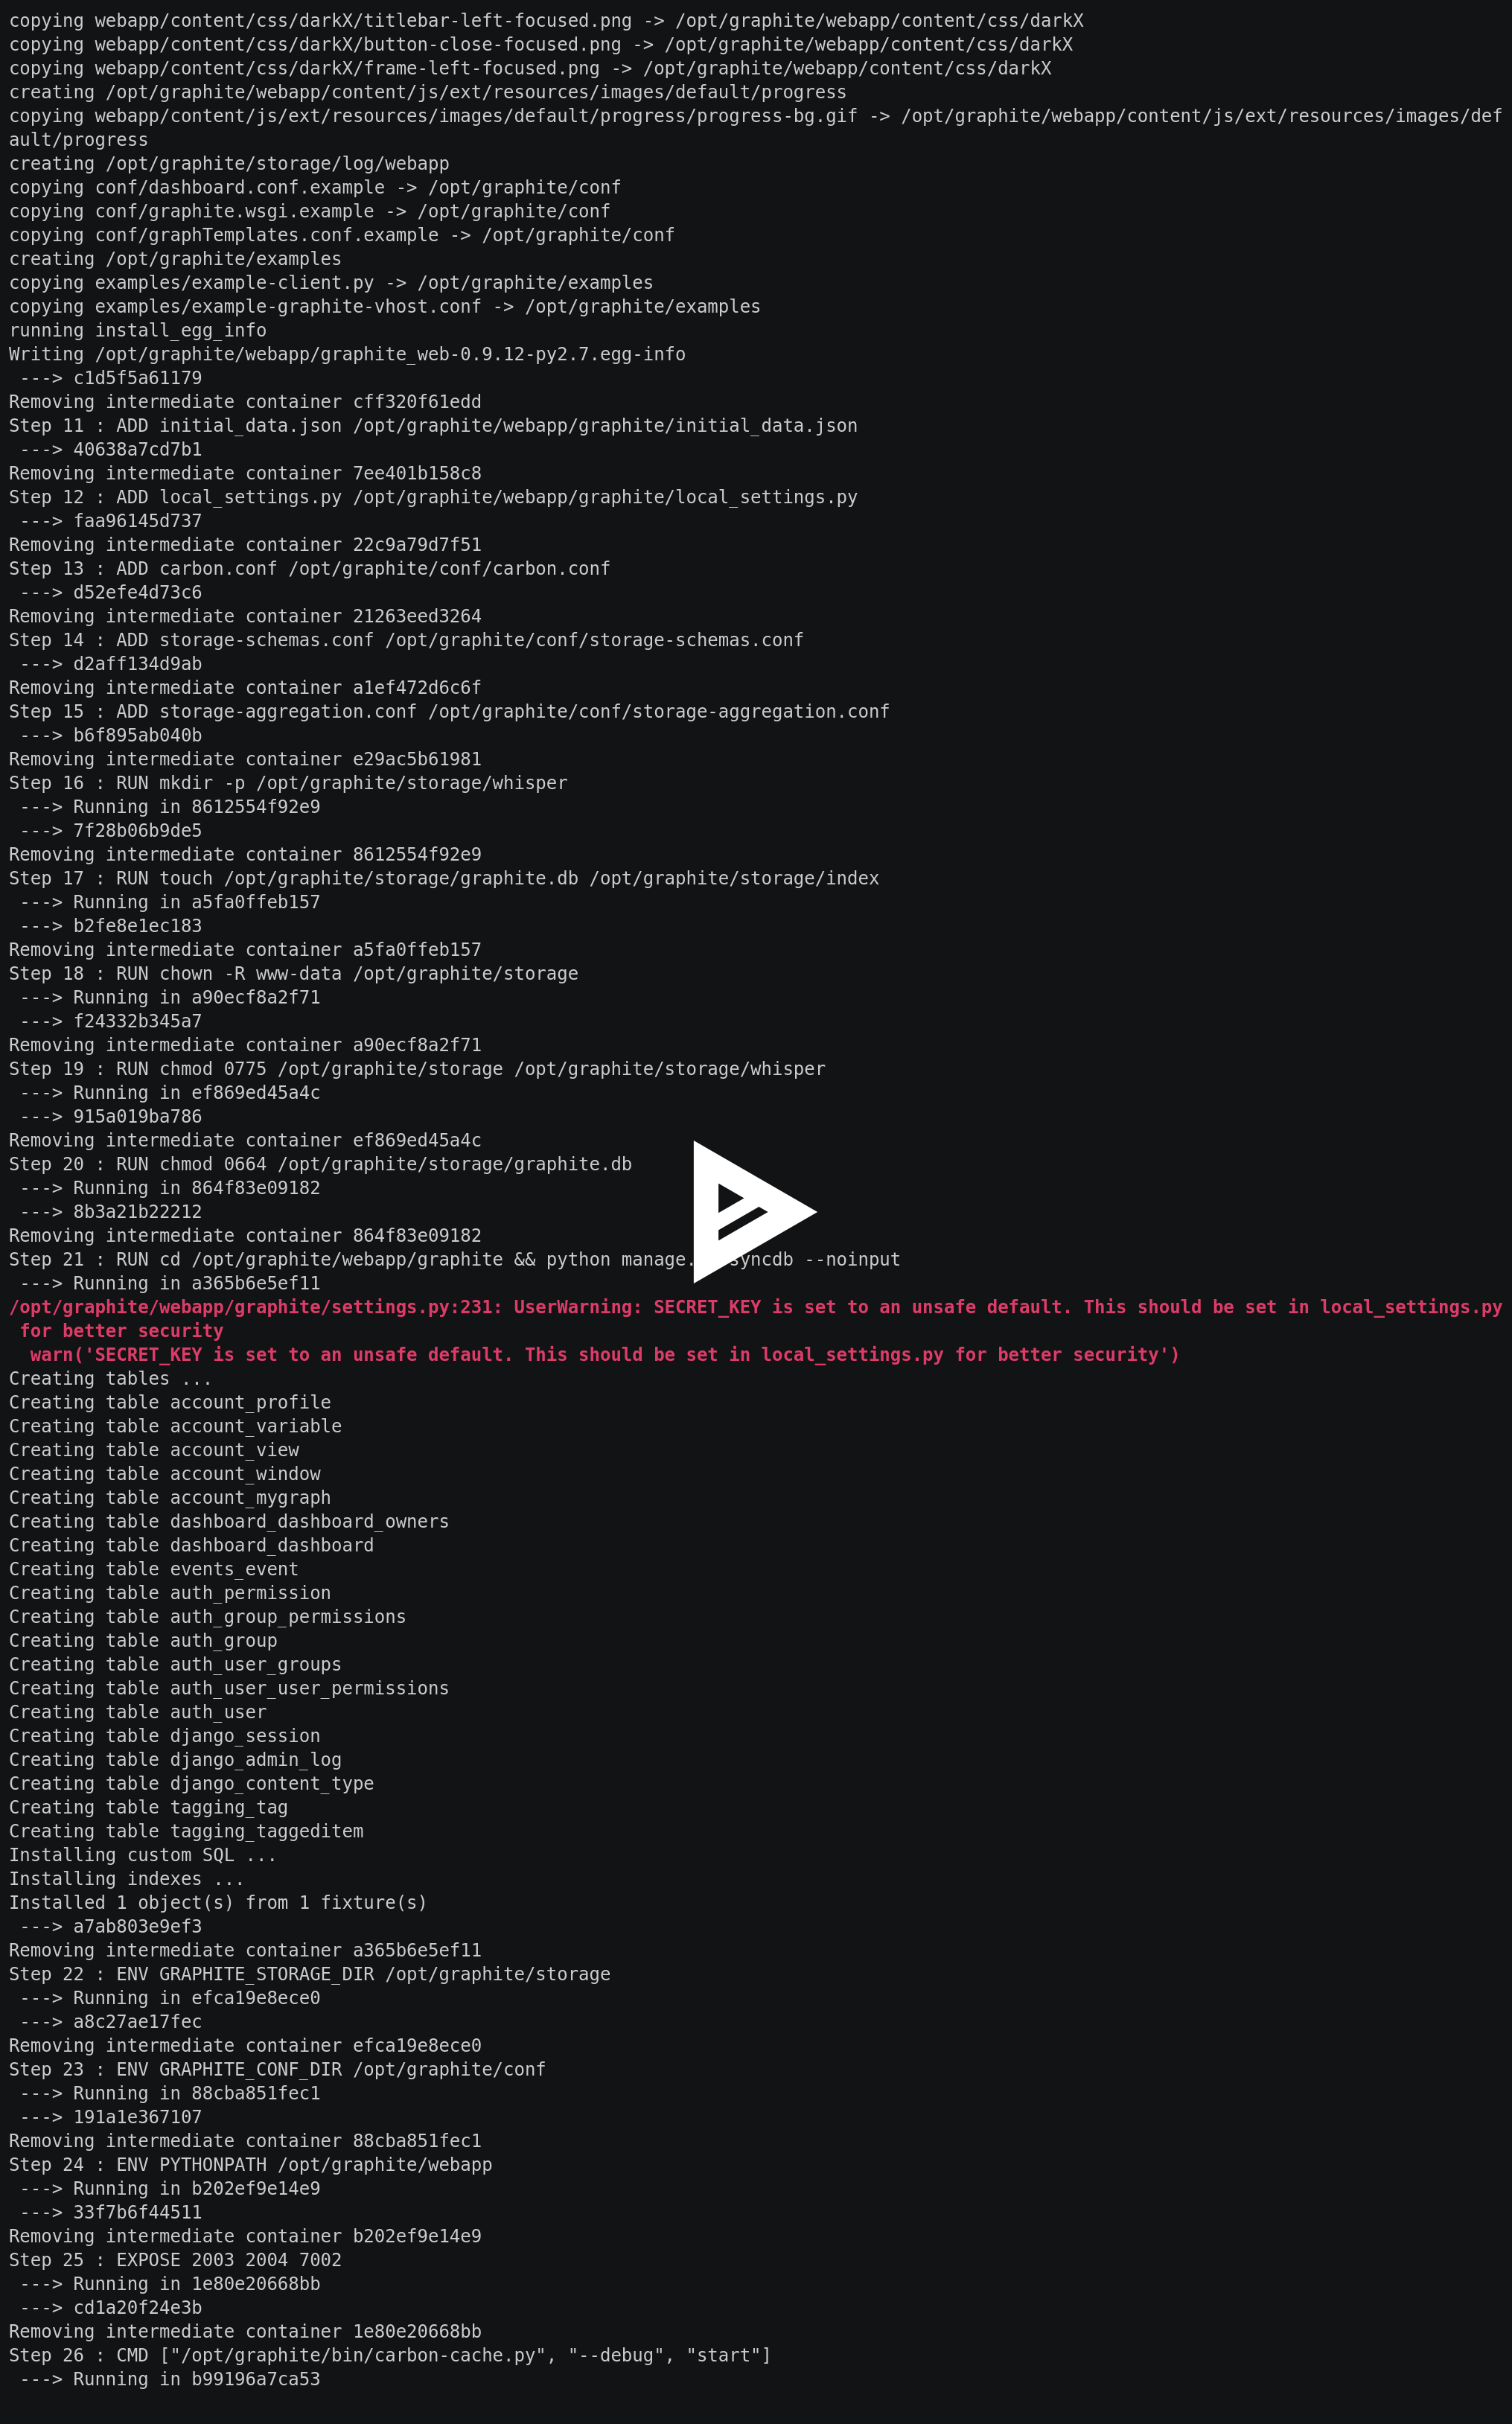 copying webapp/content/css/darkX/titlebar-left-focused.png -> /opt/graphite/webapp/content/css/darkX
copying webapp/content/css/darkX/button-close-focused.png -> /opt/graphite/webapp/content/css/darkX
copying webapp/content/css/darkX/frame-left-focused.png -> /opt/graphite/webapp/content/css/darkX
creating /opt/graphite/webapp/content/js/ext/resources/images/default/progress
copying webapp/content/js/ext/resources/images/default/progress/progress-bg.gif -> /opt/graphite/webapp/content/js/ext/resources/images/def
ault/progress
creating /opt/graphite/storage/log/webapp
copying conf/dashboard.conf.example -> /opt/graphite/conf
copying conf/graphite.wsgi.example -> /opt/graphite/conf
copying conf/graphTemplates.conf.example -> /opt/graphite/conf
creating /opt/graphite/examples
copying examples/example-client.py -> /opt/graphite/examples
copying examples/example-graphite-vhost.conf -> /opt/graphite/examples
running install_egg_info
Writing /opt/graphite/webapp/graphite_web-0.9.12-py2.7.egg-info
 ---> c1d5f5a61179
Removing intermediate container cff320f61edd
Step 11 : ADD initial_data.json /opt/graphite/webapp/graphite/initial_data.json
 ---> 40638a7cd7b1
Removing intermediate container 7ee401b158c8
Step 12 : ADD local_settings.py /opt/graphite/webapp/graphite/local_settings.py
 ---> faa96145d737
Removing intermediate container 22c9a79d7f51
Step 13 : ADD carbon.conf /opt/graphite/conf/carbon.conf
 ---> d52efe4d73c6
Removing intermediate container 21263eed3264
Step 14 : ADD storage-schemas.conf /opt/graphite/conf/storage-schemas.conf
 ---> d2aff134d9ab
Removing intermediate container a1ef472d6c6f
Step 15 : ADD storage-aggregation.conf /opt/graphite/conf/storage-aggregation.conf
 ---> b6f895ab040b
Removing intermediate container e29ac5b61981
Step 16 : RUN mkdir -p /opt/graphite/storage/whisper
 ---> Running in 8612554f92e9
 ---> 7f28b06b9de5
Removing intermediate container 8612554f92e9
Step 17 : RUN touch /opt/graphite/storage/graphite.db /opt/graphite/storage/index
 ---> Running in a5fa0ffeb157
 ---> b2fe8e1ec183
Removing intermediate container a5fa0ffeb157
Step 18 : RUN chown -R www-data /opt/graphite/storage
 ---> Running in a90ecf8a2f71
 ---> f24332b345a7
Removing intermediate container a90ecf8a2f71
Step 19 : RUN chmod 0775 /opt/graphite/storage /opt/graphite/storage/whisper
 ---> Running in ef869ed45a4c
 ---> 915a019ba786
Removing intermediate container ef869ed45a4c
Step 20 : RUN chmod 0664 /opt/graphite/storage/graphite.db
 ---> Running in 864f83e09182
 ---> 8b3a21b22212
Removing intermediate container 864f83e09182
Step 21 : RUN cd /opt/graphite/webapp/graphite && python --noinput
 ---> Running in a365b6e5ef11
/opt/graphite/webapp/graphite/settings.py:231: UserWarning: SECRET_KEY is set to an unsafe default. This should be set in local_settings.py
 for better security
  warn('SECRET_KEY is set to an unsafe default. This should be set in local_settings.py for better security')
Creating tables ...
Creating table account_profile
Creating table account_variable
Creating table account_view
Creating table account_window
Creating table account_mygraph
Creating table dashboard_dashboard_owners
Creating table dashboard_dashboard
Creating table events_event
Creating table auth_permission
Creating table auth_group_permissions
Creating table auth_group
Creating table auth_user_groups
Creating table auth_user_user_permissions
Creating table auth_user
Creating table django_session
Creating table django_admin_log
Creating table django_content_type
Creating table tagging_tag
Creating table tagging_taggeditem
Installing custom SQL ...
Installing indexes ...
Installed 1 object(s) from 1 fixture(s)
 ---> a7ab803e9ef3
Removing intermediate container a365b6e5ef11
Step 22 : ENV GRAPHITE_STORAGE_DIR /opt/graphite/storage
 ---> Running in efca19e8ece0
 ---> a8c27ae17fec
Removing intermediate container efca19e8ece0
Step 23 : ENV GRAPHITE_CONF_DIR /opt/graphite/conf
 ---> Running in 88cba851fec1
 ---> 191a1e367107
Removing intermediate container 88cba851fec1
Step 24 : ENV PYTHONPATH /opt/graphite/webapp
 ---> Running in b202ef9e14e9
 ---> 33f7b6f44511
Removing intermediate container b202ef9e14e9
Step 25 : EXPOSE 2003 2004 7002
 ---> Running in 1e80e20668bb
 ---> cd1a20f24e3b
Removing intermediate container 1e80e20668bb
Step 26 : CMD ["/opt/graphite/bin/carbon-cache.py", "--debug", "start"]
 ---> Running in b99196a7ca53